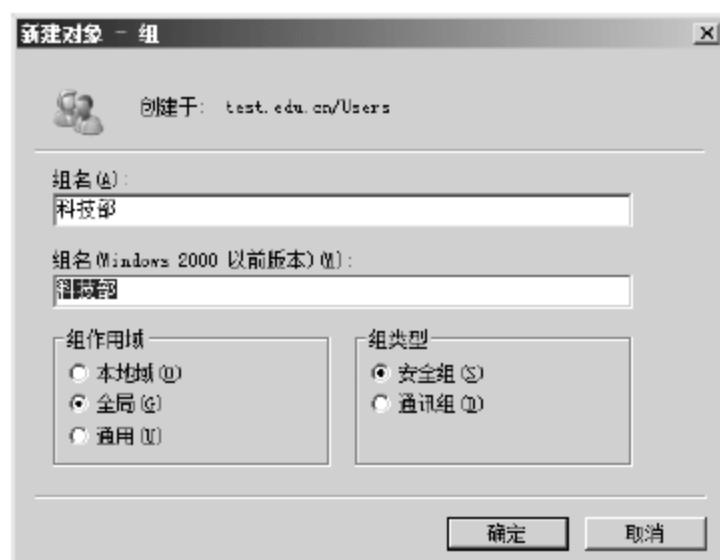 新建对象 - 组
创建于: test.edu.cn/Users
组名(A):
科技部
组名(Windows 2000 以前版本)(M):
科技部
组作用域
本地域(O)
全局(G)
通用(U)
组类型
安全组(S)
通讯组(D)
确定
取消